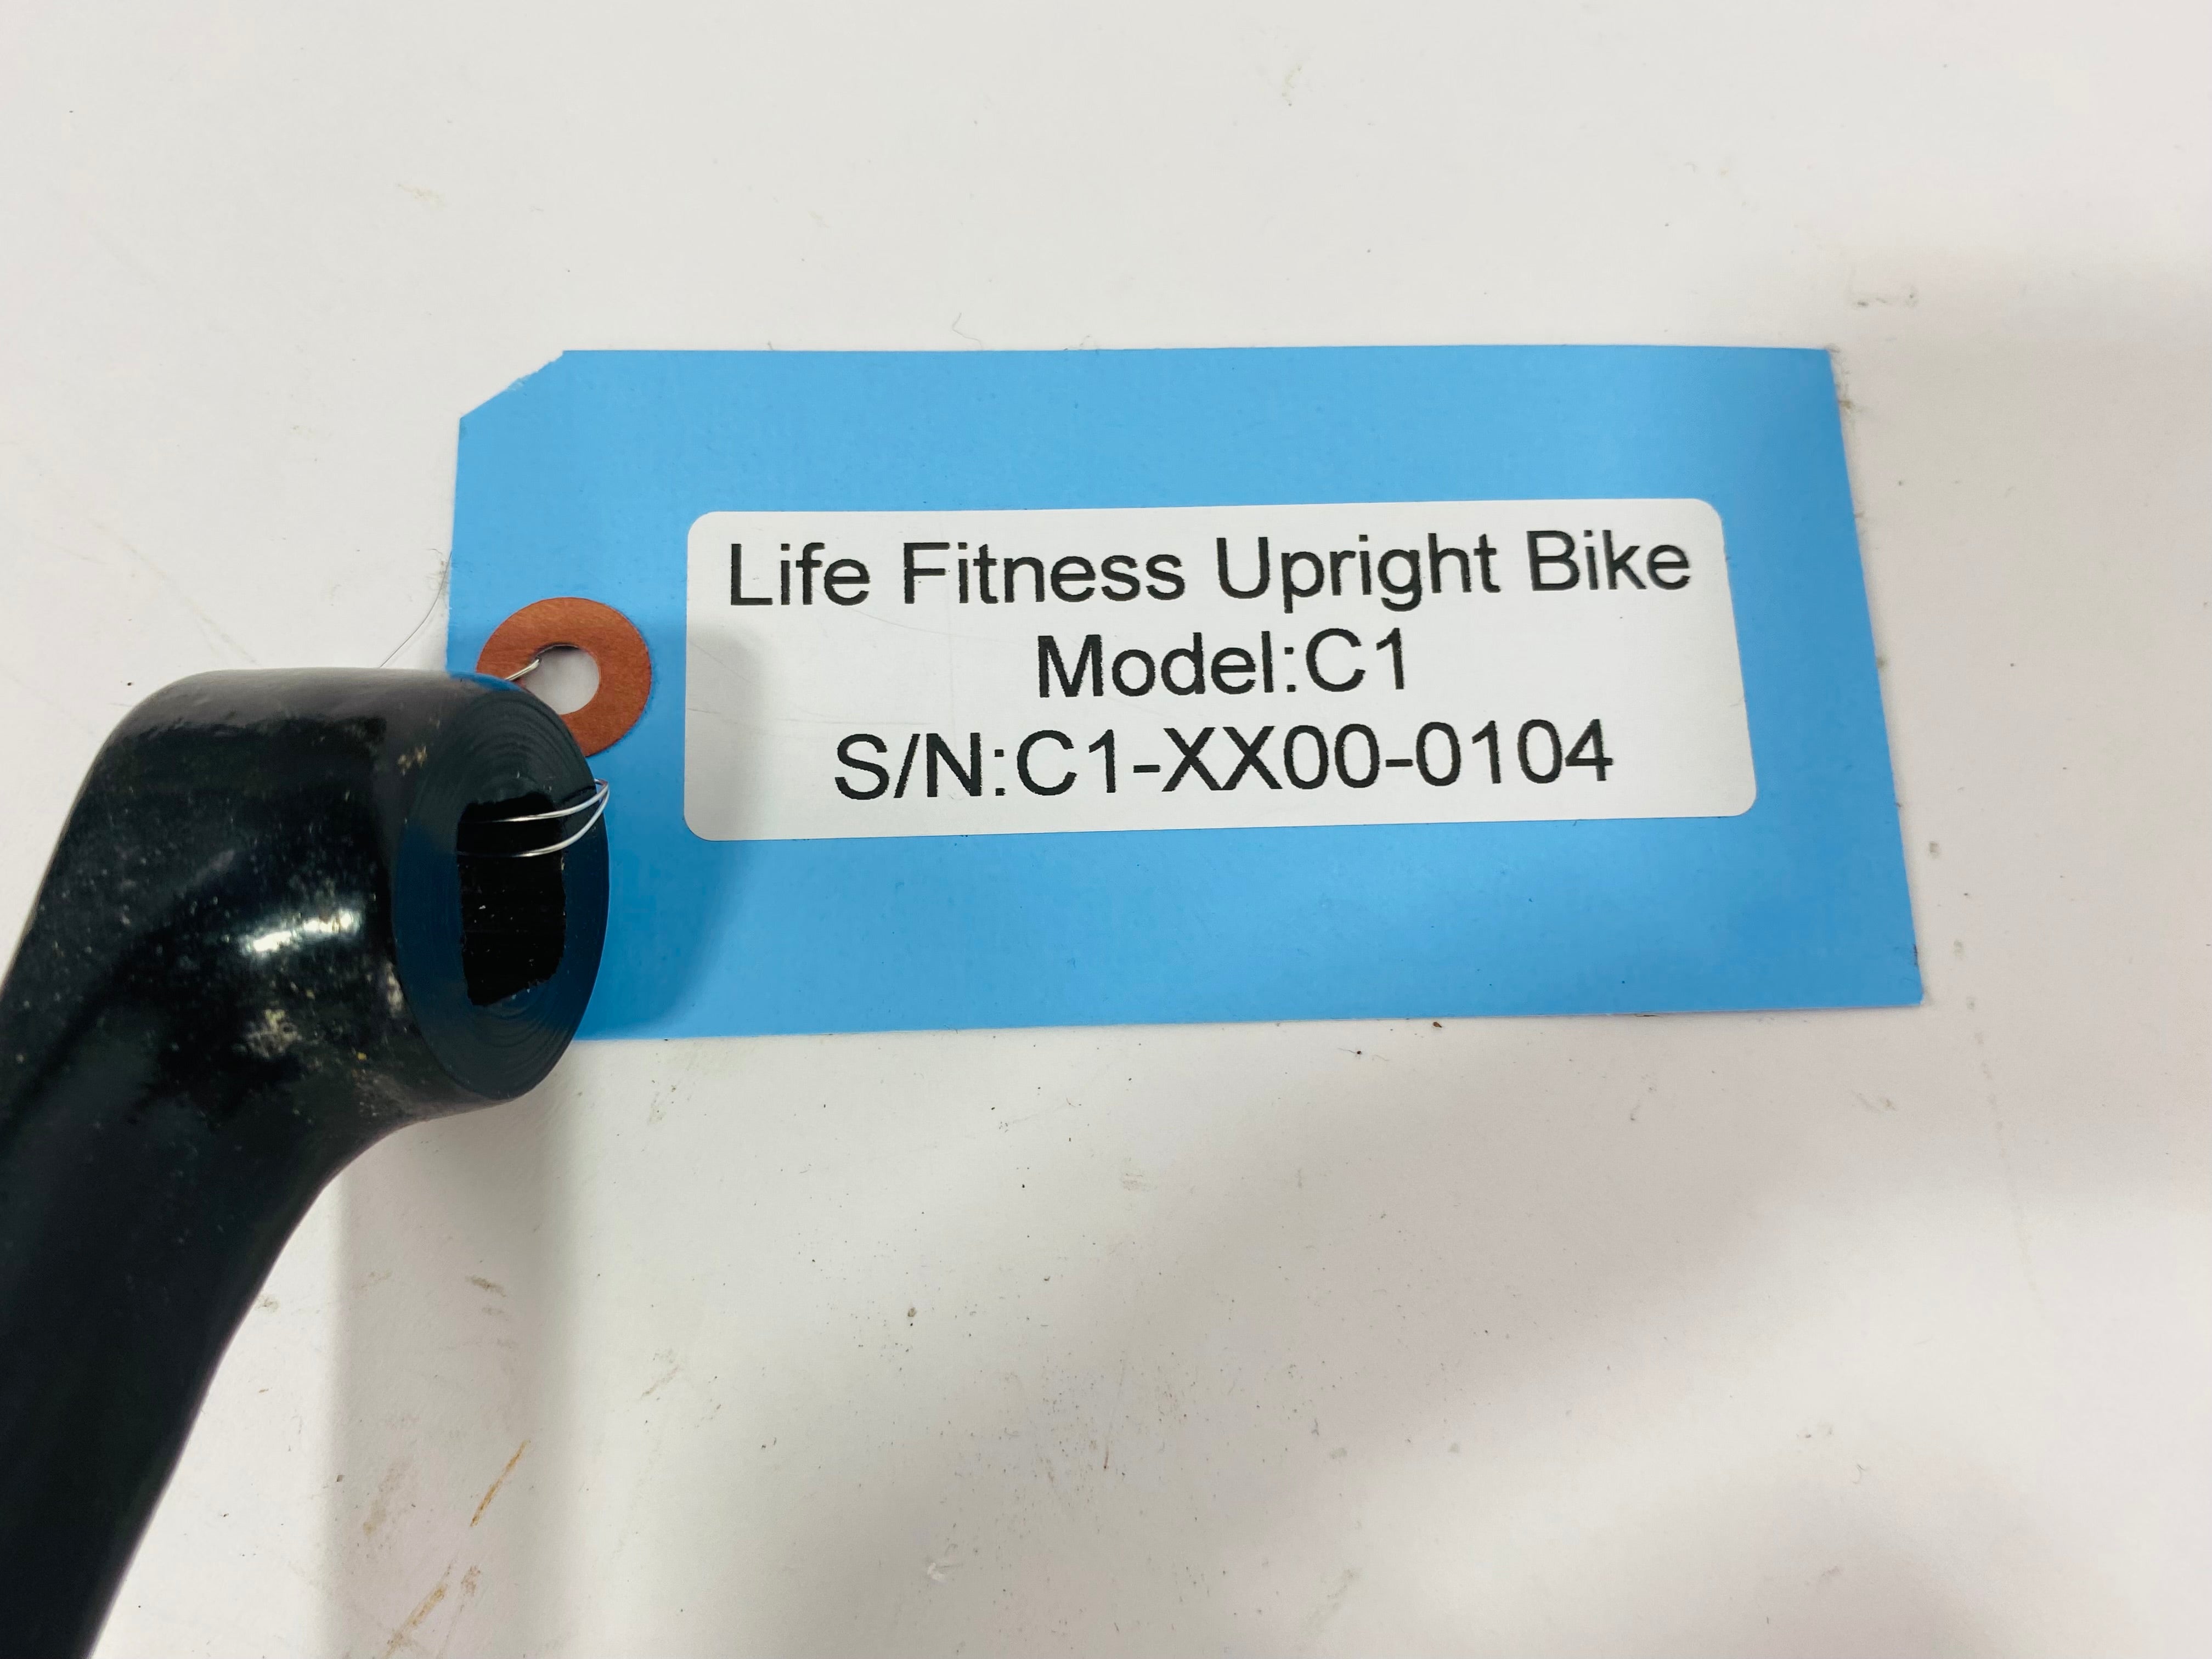 Life Fitness Upright Bike
Model:C1
S/N:C1-XX00-0104